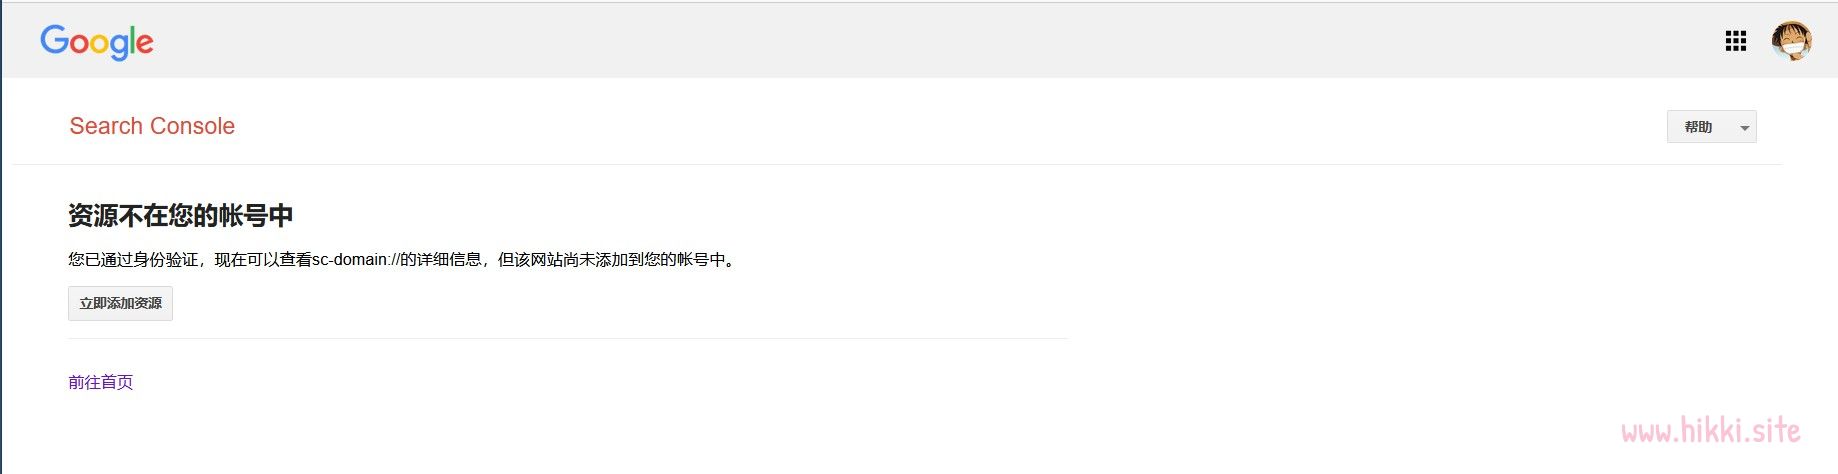 Google
Search Console
帮助
资源不在您的帐号中
您已通过身份验证，现在可以查看sc-domain://的详细信息，但该网站尚未添加到您的帐号中。
立即添加资源
前往首页
www.hikki.site